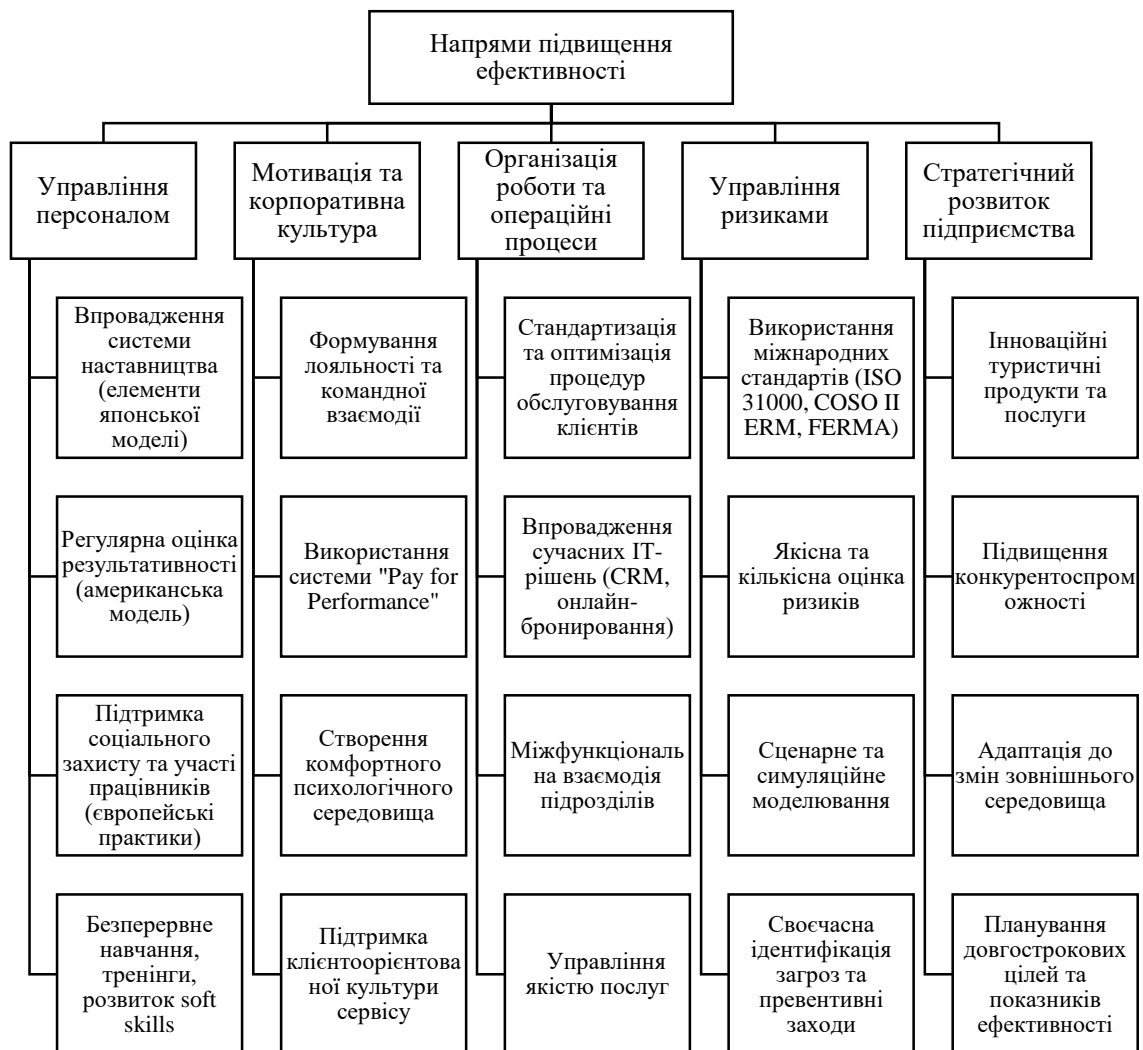 Напрями підвищення
ефективності
Управління
персоналом
Впровадження
системи
наставництва
(елементи
японської
моделі)
Регулярна оцінка
результативності
(американська
модель)
Підтримка
соціального
захисту та участі
працівників
(європейські
практики)
Безперервне
навчання,
тренінги,
розвиток soft
skills
Мотивація та
корпоративна
культура
Формування
лояльності та
командної
взаємодії
Використання
системи "Pay for
Performance"
Створення
комфортного
психологічного
середовища
Підтримка
клієнтоорієнтова
ної культури
сервісу
Організація
роботи та
операційні
процеси
Стандартизація
та оптимізація
процедур
обслуговування
клієнтів
Впровадження
сучасних ІТ-
рішень (CRM,
онлайн-
бронировання)
Міжфункціональ
на взаємодія
підрозділів
Управління
якістю послуг
Управління
ризиками
Використання
міжнародних
стандартів (ISO
31000, COSO II
ERM, FERMA)
Якісна та
кількісна оцінка
ризиків
Сценарне та
симуляційне
моделювання
Своєчасна
ідентифікація
загроз та
превентивні
заходи
Стратегічний
розвиток
підприємства
Інноваційні
туристичні
продукти та
послуги
Підвищення
конкурентоспром
ожності
Адаптація до
змін зовнішнього
середовища
Планування
довгострокових
цілей та
показників
ефективності